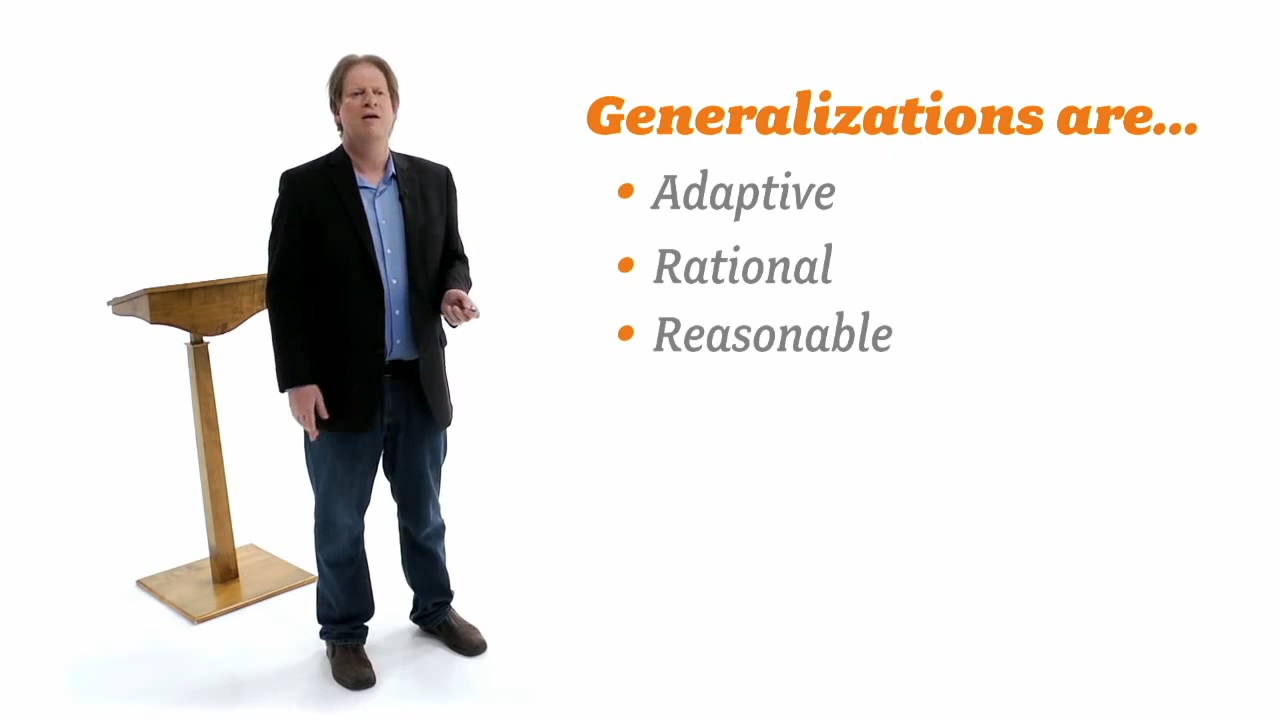 Generalizations are...
• Adaptive
• Rational
• Reasonable